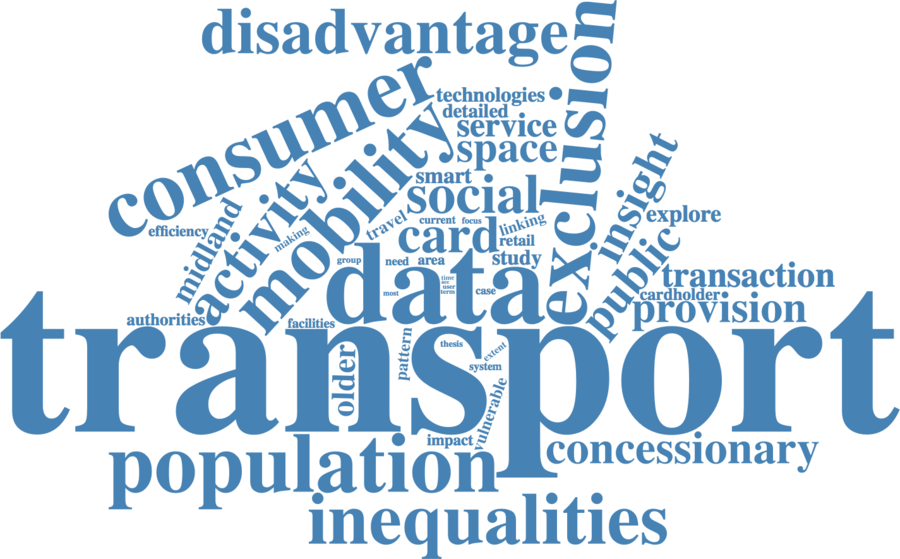 disadvantage
exclusion
consumer
technologies
detailed
mobility
service
space
insight
smart
activity
social
explore
midland
travel
current
focus
linking
efficiency
making
card
retail
public
study
transaction
group
need
area
data
time
user
term
most
case
cardholder
provision
authorities
facilities
transport
older
pattern
thesis
extent
system
vulnerable
impact
population
concessionary
inequalities